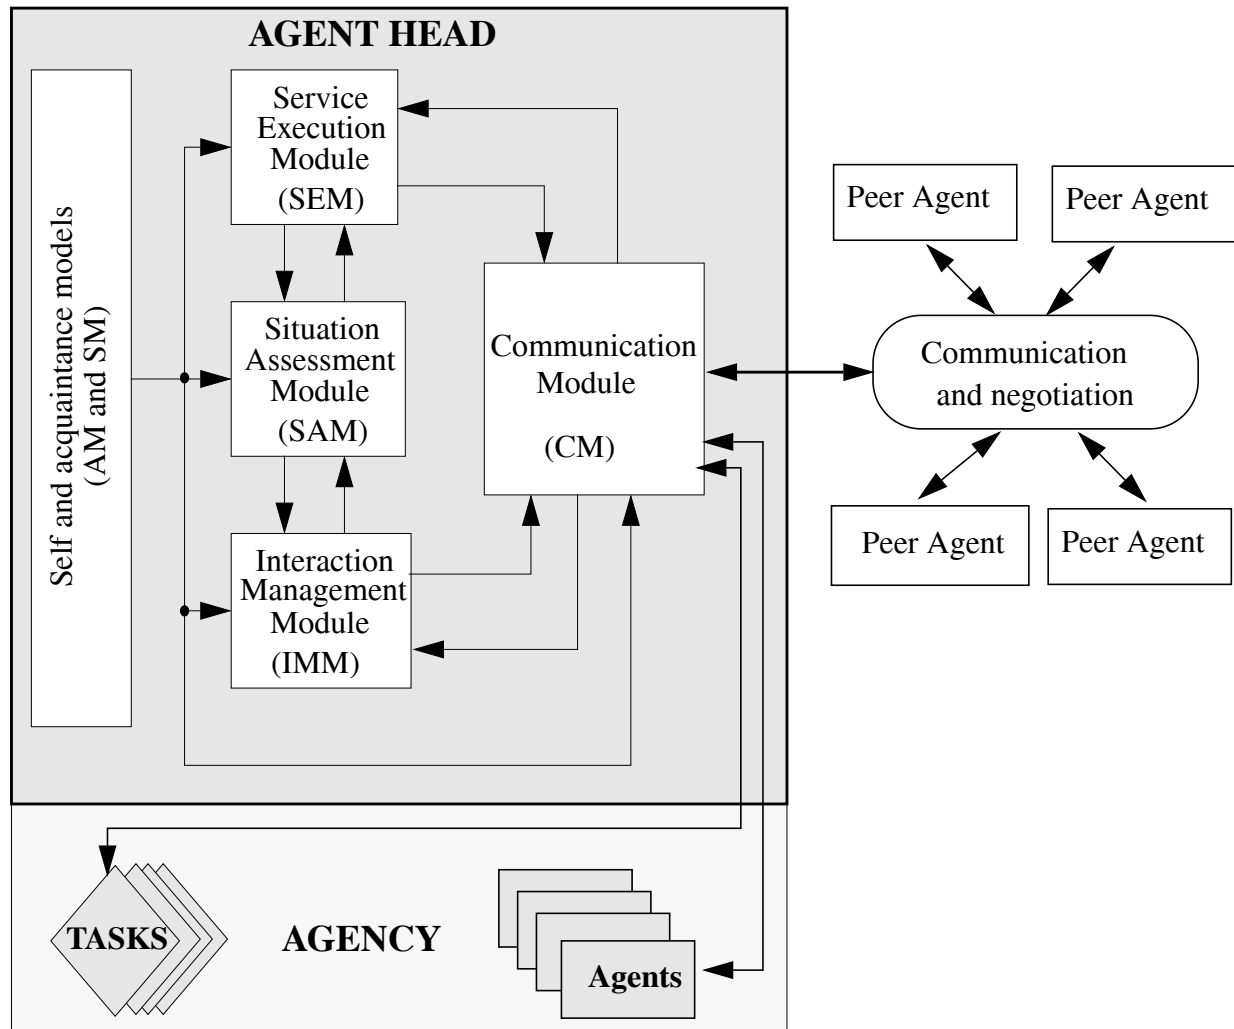 AGENT HEAD
Self and acquaintance models
(AM and SM)
Service
Execution
Module
(SEM)
Situation
Assessment
Module
(SAM)
Interaction
Management
Module
(IMM)
Communication
Module
(CM)
Peer Agent
Peer Agent
Communication
and negotiation
Peer Agent
Peer Agent
TASKS
AGENCY
Agents